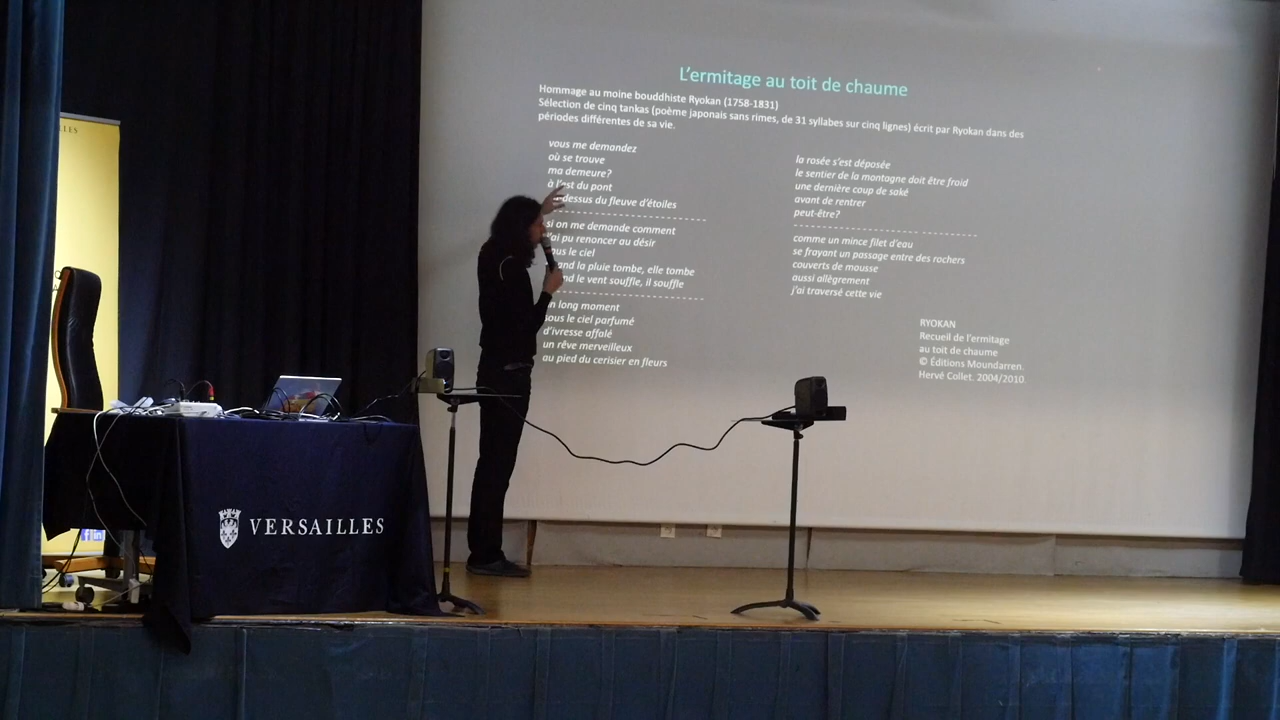 L'ermitage au toit de chaume
Hommage au moine bouddhiste Ryokan (1758-1831)
Sélection de cinq tankas (poème japonais sans rimes, de 31 syllabes sur cinq lignes) écrit par Ryokan dans des
périodes différentes de sa vie.
vous me demandez
où se trouve
ma demeure?
à l'est du pont
dessus du fleuve d'étoiles
si on me demande comment
j'ai pu renoncer au désir
sous le ciel
quand la pluie tombe, elle tombe
quand le vent souffle, il souffle
un long moment
sous le ciel parfumé
d'ivresse affalé
un rêve merveilleux
au pied du cerisier en fleurs
la rosée s'est déposée
le sentier de la montagne doit être froid
une dernière coup de saké
avant de rentrer
peut-être?
comme un mince filet d'eau
se frayant un passage entre des rochers
couverts de mousse
aussi allègrement
j'ai traversé cette vie
RYOKAN
Recueil de l'ermitage
au toit de chaume
© Éditions Moundarren.
Hervé Collet. 2004/2010.
VERSAILLES
f in